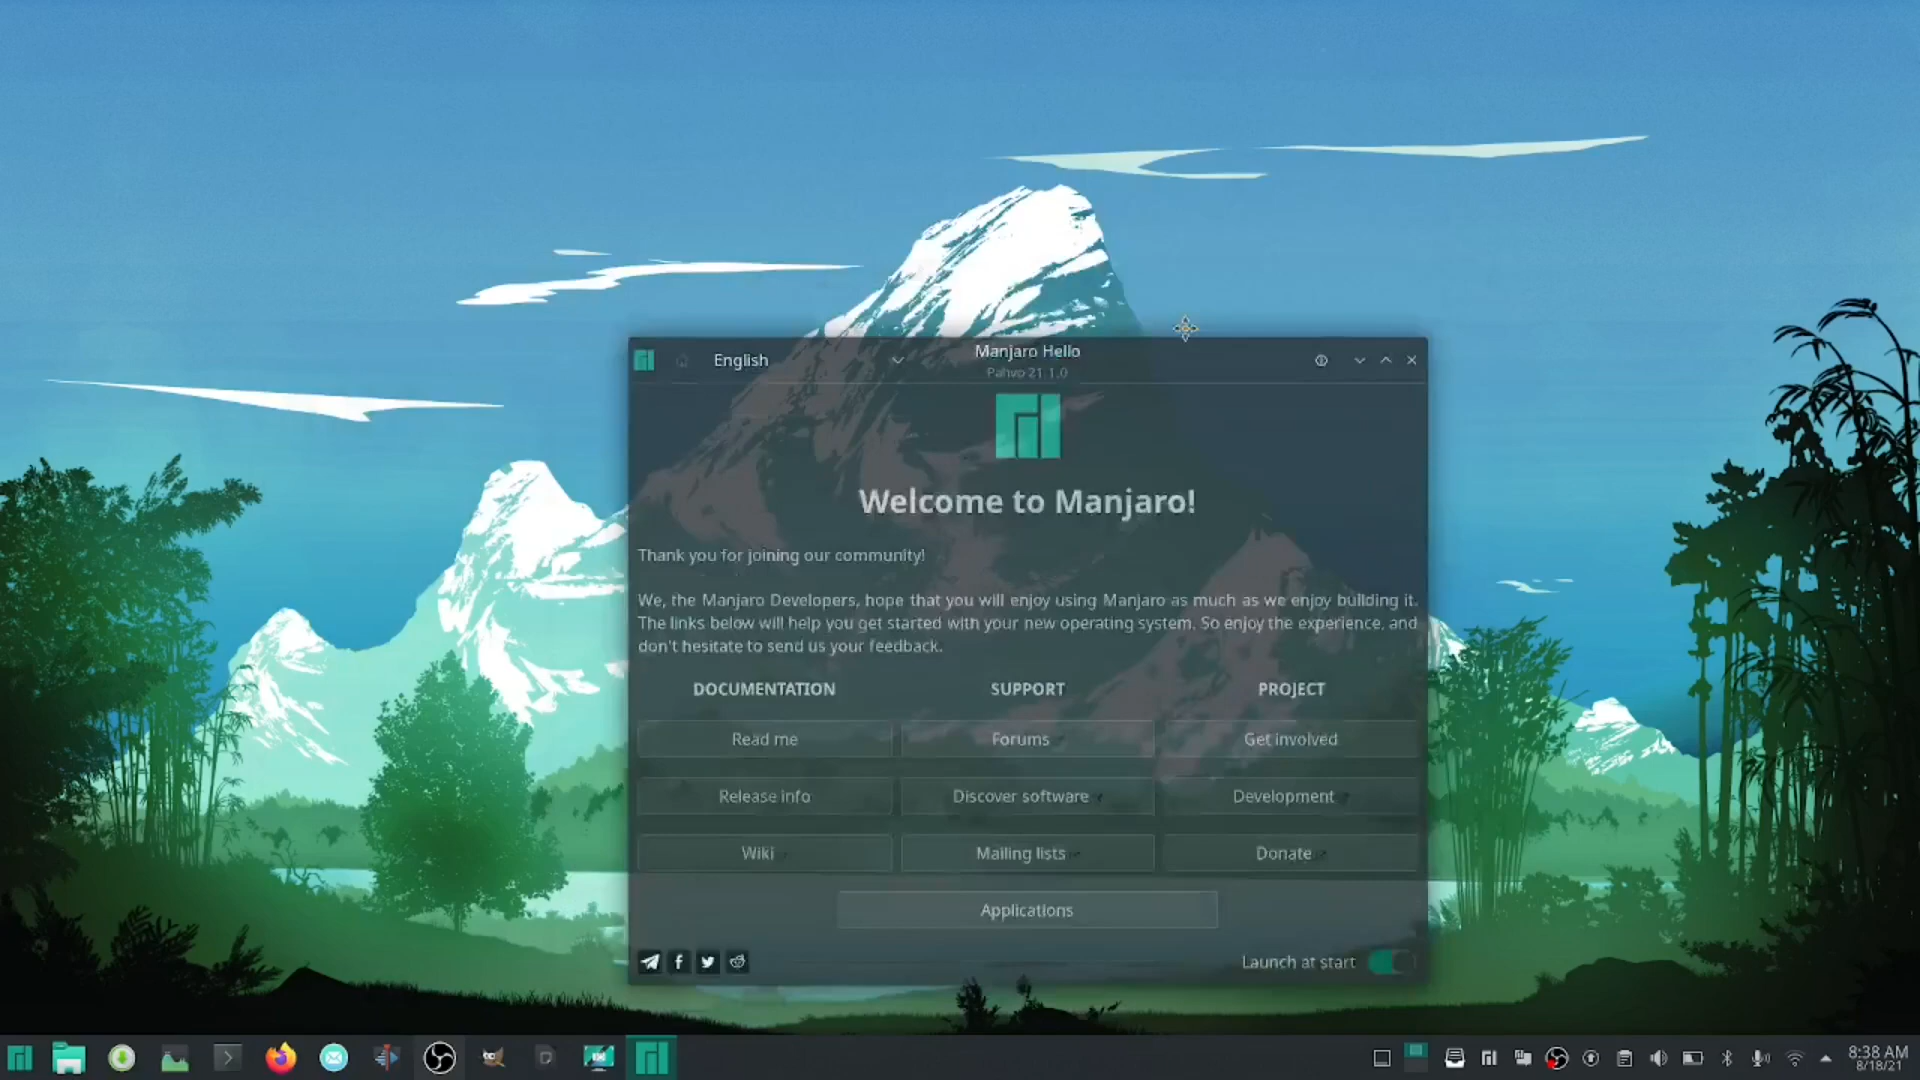 English
Manjaro Hello
Pahvo 21.1.0
Welcome to Manjaro!
Thank you for joining our community!
We, the Manjaro Developers, hope that you will enjoy using Manjaro as much as we enjoy building it.
The links below will help you get started with your new operating system. So enjoy the experience, and
don't hesitate to send us your feedback.
DOCUMENTATION SUPPORT PROJECT
Read me Forums Get involved
Release info Discover software Development
Wiki Mailing lists Donate
Applications
Launch at start
8:38 AM
8/18/21